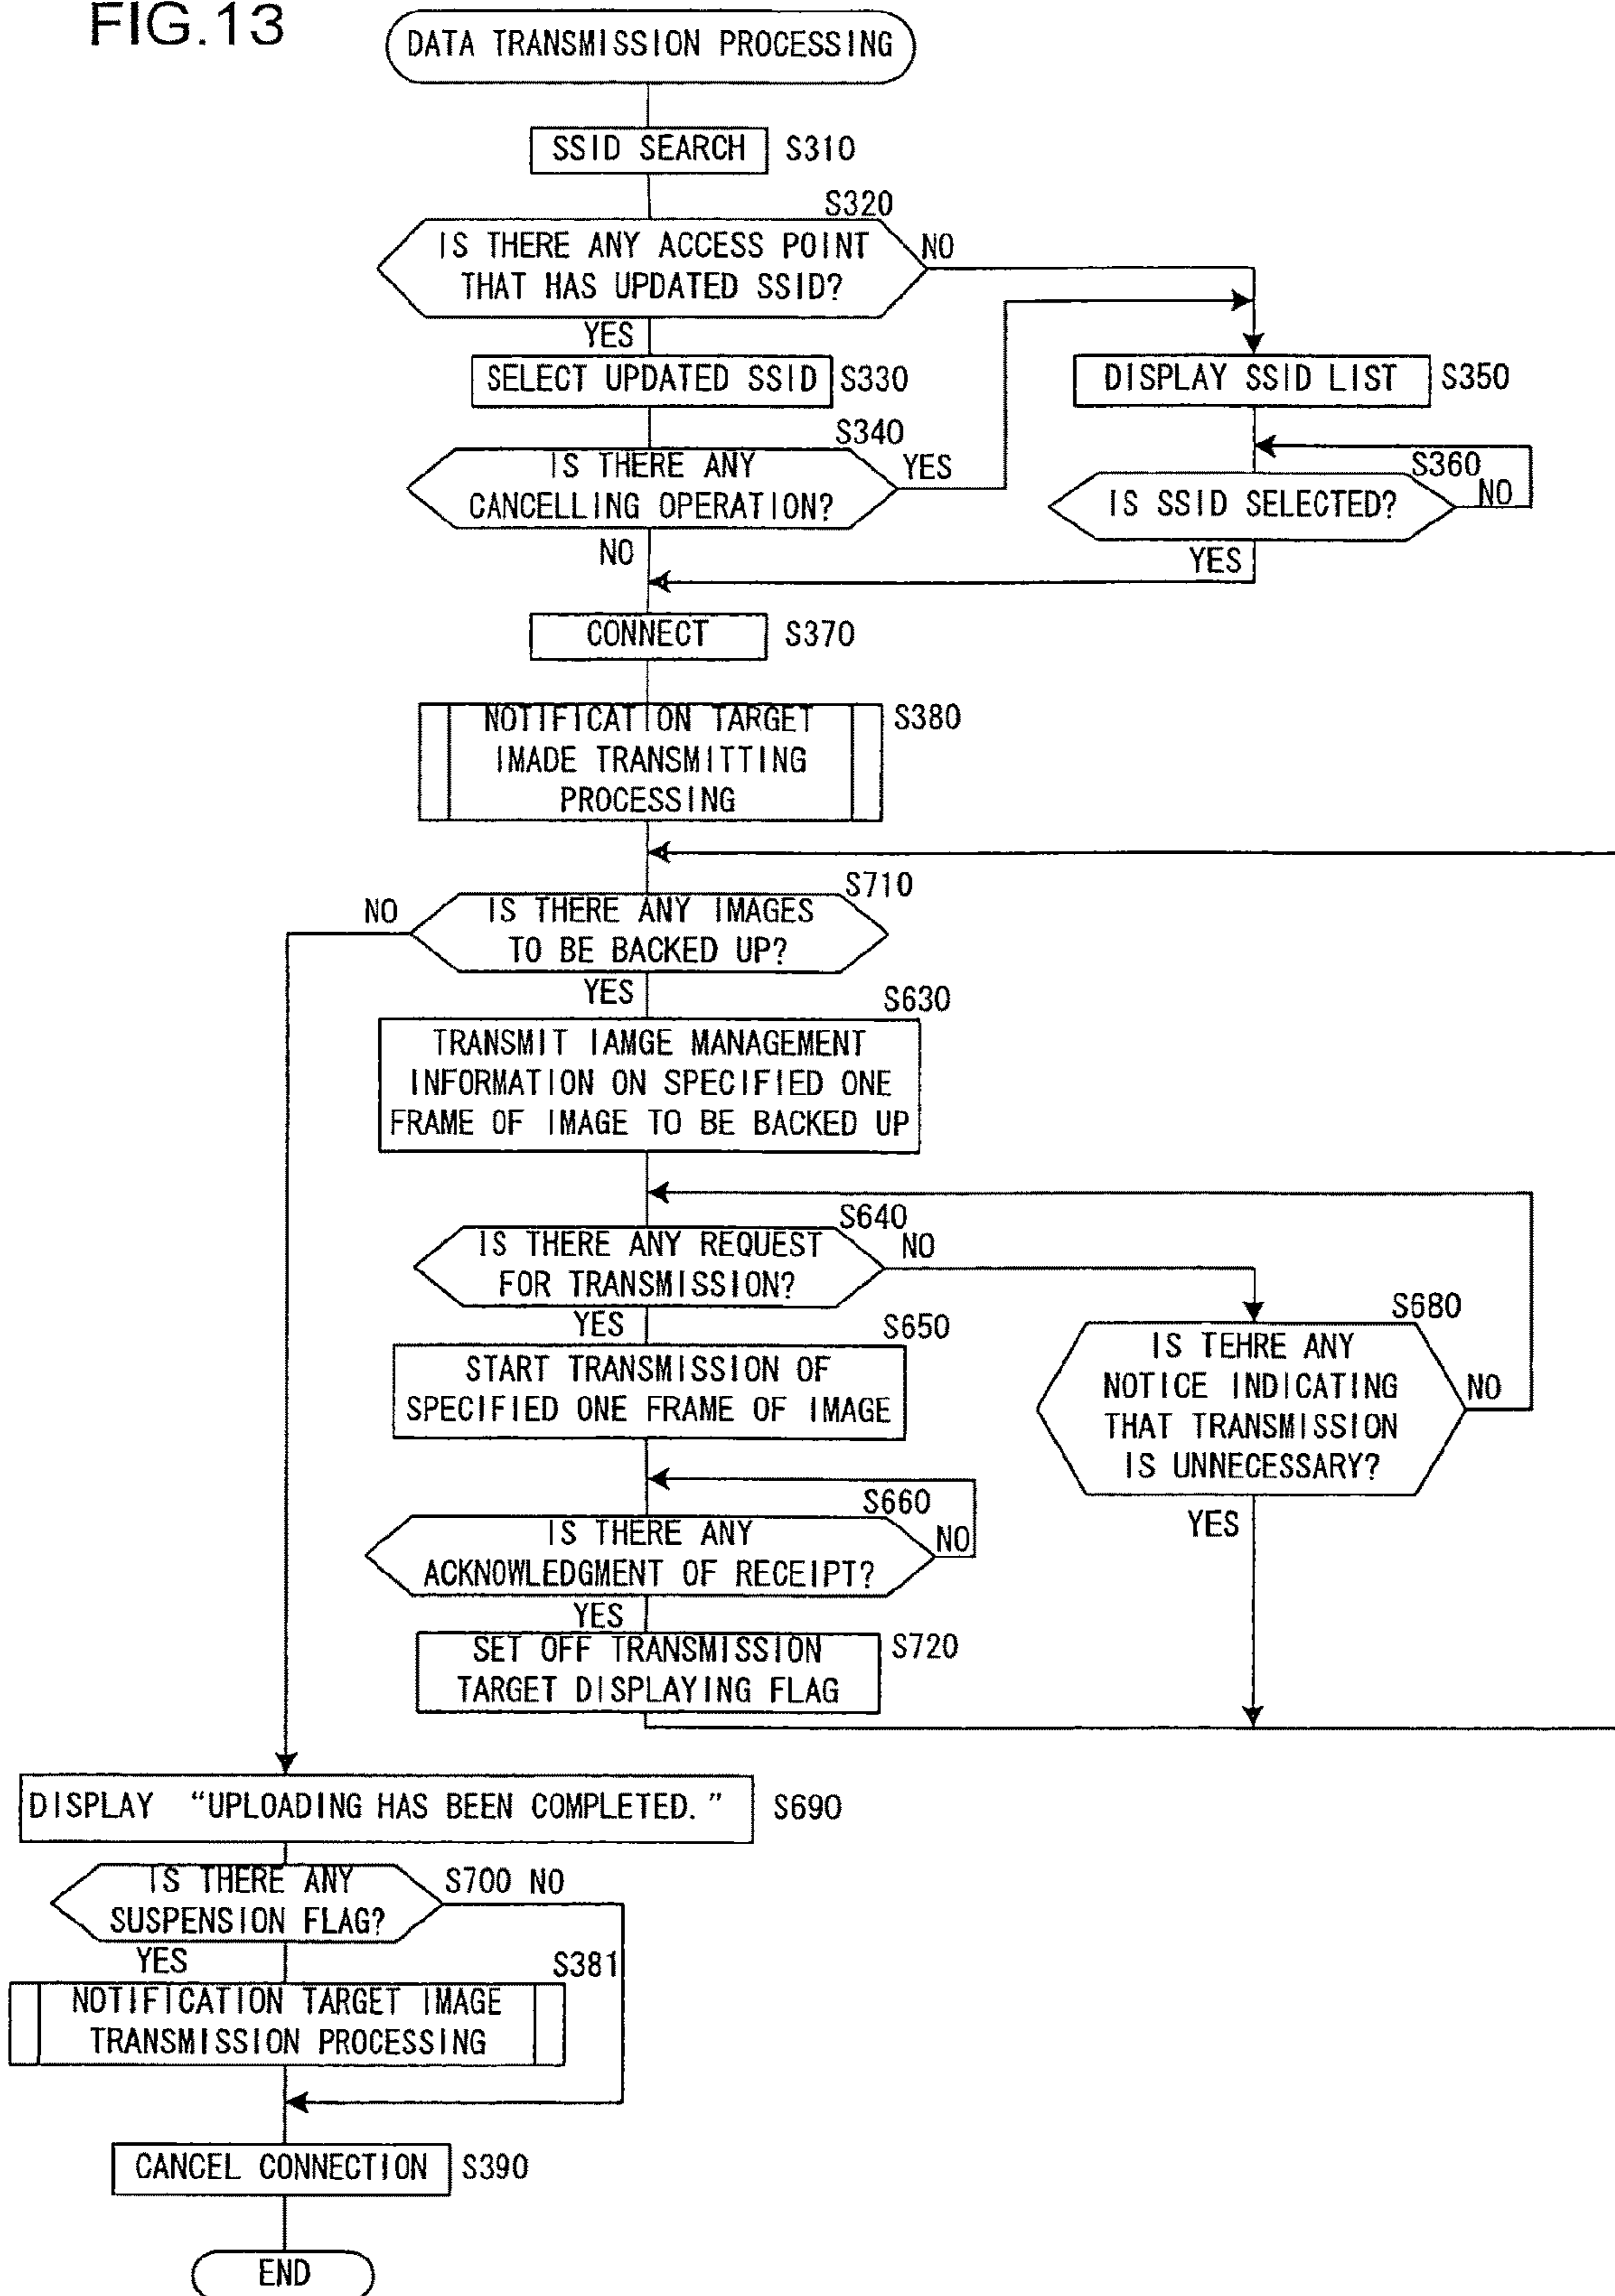 FIG.13
DATA TRANSMISSION PROCESSING
SSID SEARCH S310
S320
IS THERE ANY ACCESS POINT
THAT HAS UPDATED SSID?
NO
YES
SELECT UPDATED SSID S330
DISPLAY SSID LIST S350
S340
IS THERE ANY
CANCELLING OPERATION?
YES
NO
S360
IS SSID SELECTED?
NO
YES
CONNECT S370
NOTIFICATION TARGET
IMADE TRANSMITTING
PROCESSING
S380
S710
IS THERE ANY IMAGES
TO BE BACKED UP?
NO
YES
S630
TRANSMIT IAMGE MANAGEMENT
INFORMATION ON SPECIFIED ONE
FRAME OF IMAGE TO BE BACKED UP
S640
IS THERE ANY REQUEST
FOR TRANSMISSION?
NO
YES
S650
START TRANSMISSION OF
SPECIFIED ONE FRAME OF IMAGE
S680
IS TEHRE ANY
NOTICE INDICATING
THAT TRANSMISSION
IS UNNECESSARY?
NO
YES
S660
IS THERE ANY
ACKNOWLEDGMENT OF RECEIPT?
NO
YES
SET OFF TRANSMISSION
TARGET DISPLAYING FLAG
S720
DISPLAY “UPLOADING HAS BEEN COMPLETED.” S690
IS THERE ANY
SUSPENSION FLAG?
S700 NO
YES
S381
NOTIFICATION TARGET IMAGE
TRANSMISSION PROCESSING
CANCEL CONNECTION S390
END